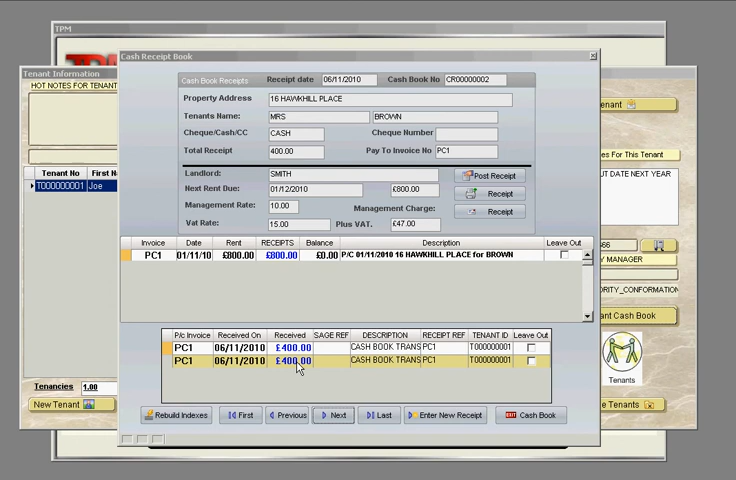 TPM
Cash Receipt Book
Tenant Information
HOT NOTES FOR TENANT
Tenant No First N
T000000001 Joe
Tenancies 1.00
New Tenant
Cash Book Receipts Receipt date 06/11/2010 Cash Book No CR00000002
Property Address 16 HAWKHILL PLACE
Tenants Name: MRS BROWN
Cheque/Cash/CC CASH Cheque Number
Total Receipt 400.00 Pay To Invoice No PC1
Landlord: SMITH Post Receipt
Next Rent Due: 01/12/2010 £800.00 Receipt
Management Rate: 10.00 Management Charge: Receipt
Vat Rate: 15.00 Plus VAT. £47.00
Invoice Date Rent RECEIPTS Balance Description Leave Out
PC1 01/11/10 £800.00 £800.00 £0.00 P/C 01/11/2010 16 HAWKHILL PLACE for BROWN
P/c Invoice Received On Received SAGE REF DESCRIPTION RECEIPT REF TENANT ID Leave Out
PC1 06/11/2010 £400.00 CASH BOOK TRANS PC1 T000000001
PC1 06/11/2010 £400.00 CASH BOOK TRANS PC1 T000000001
Rebuild Indexes First Previous Next Last Enter New Receipt EXIT Cash Book
enant
es For This Tenant
UT DATE NEXT YEAR
66
Y MANAGER
ORITY_CONFORMATION
ant Cash Book
Tenants
e Tenants